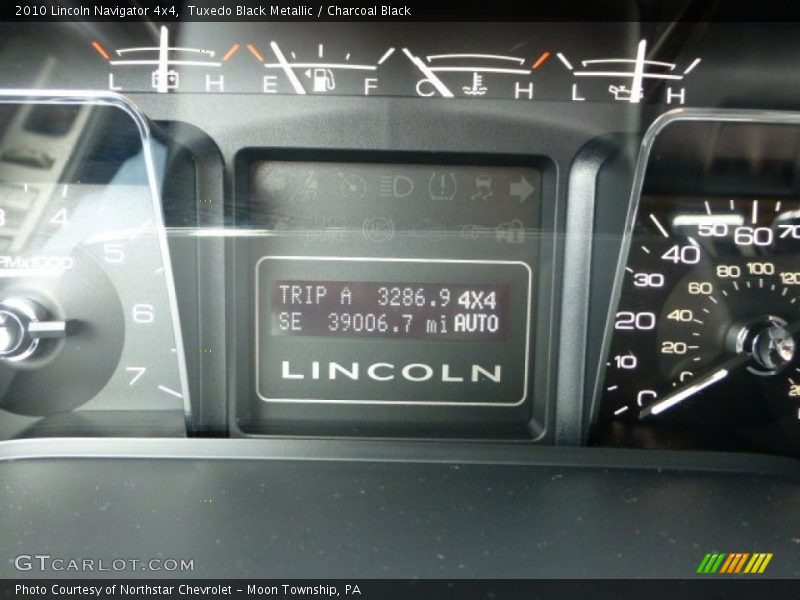 2010 Lincoln Navigator 4x4, Tuxedo Black Metallic / Charcoal Black
L H E F C H L H
4 5 6 7
20 40 60 80 100 120
0 10 20 30 40 50 60 70
TRIP A 3286.9 4X4
SE 39006.7 mi AUTO
LINCOLN
GTCARLOT.COM
Photo Courtesy of Northstar Chevrolet - Moon Township, PA